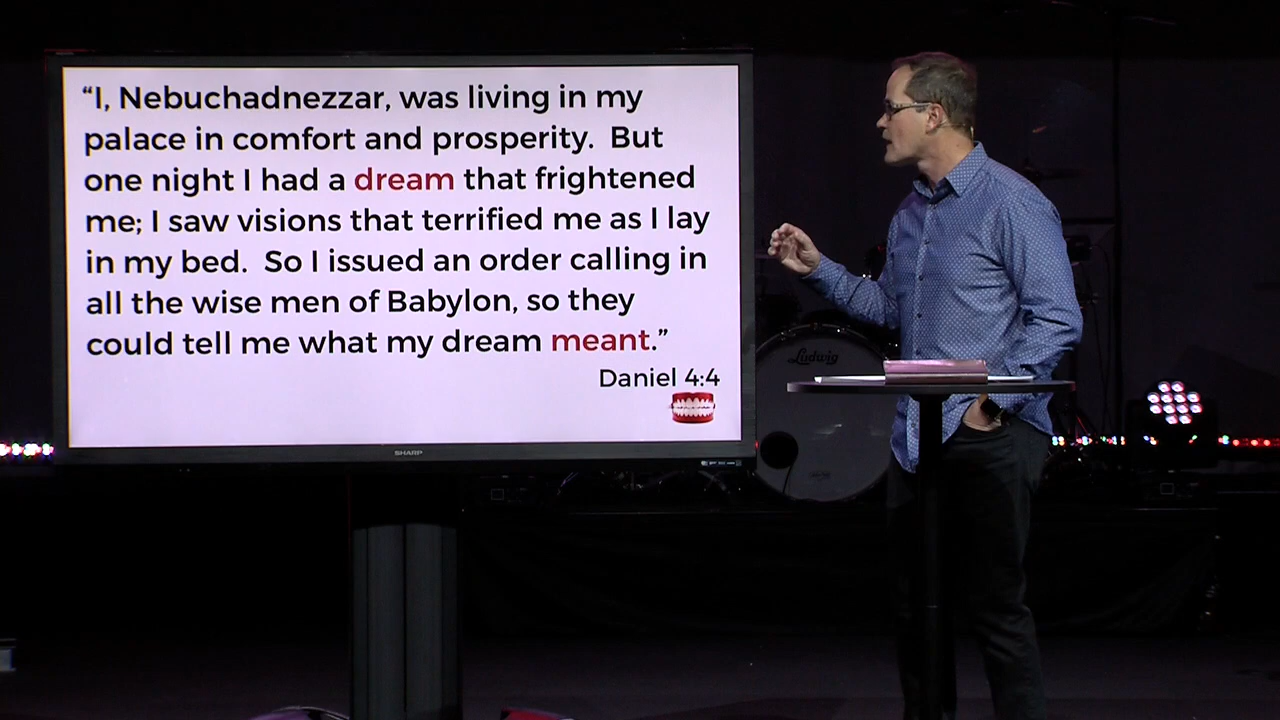 “I, Nebuchadnezzar, was living in my
palace in comfort and prosperity.  But
one night I had a dream that frightened
me; I saw visions that terrified me as I lay
in my bed.  So I issued an order calling in
all the wise men of Babylon, so they
could tell me what my dream meant.”
Daniel 4:4
SHARP
Ludwig